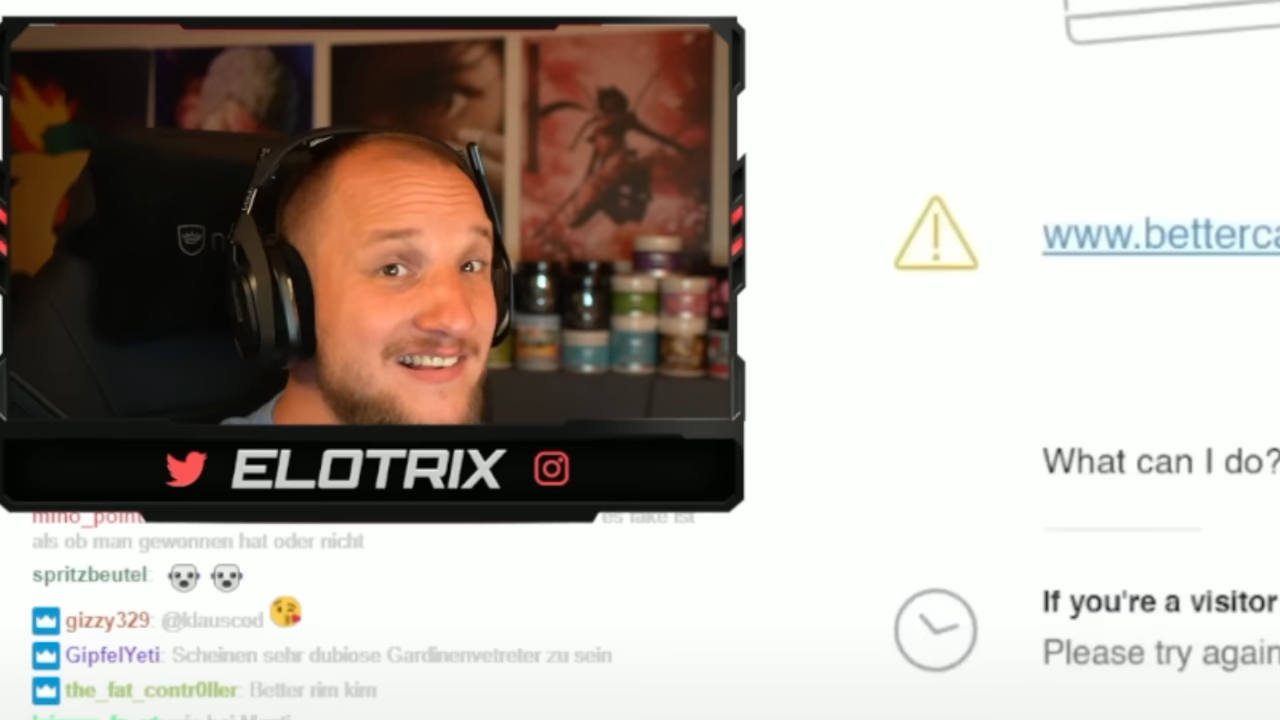 ELOTRIX
als ob man gewonnen hat oder nicht
spritzbeutel:
gizzy329: @klauscod
GipfelYeti: Scheinen sehr dubiose Gardinenvetreter zu sein
the_fat_contr0ller: Better rim kim
www.betterca
What can I do?
If you're a visitor
Please try again